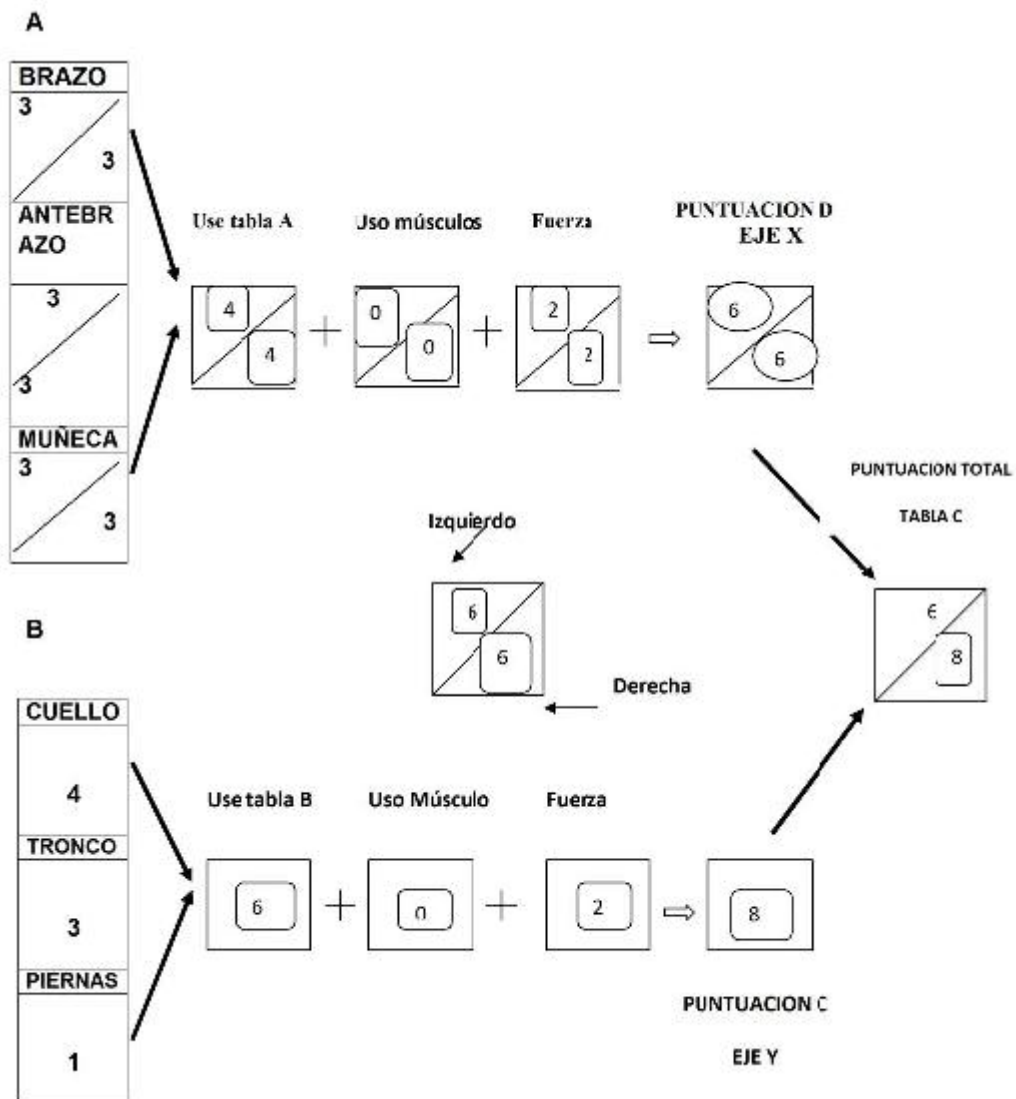 A
BRAZO
3
3
ANTEBR
AZO
3
3
MUÑECA
3
3
Use tabla A
4
4
+
Uso músculos
0
0
+
Fuerza
2
2
⇨
PUNTUACION D
EJE X
6
6
PUNTUACION TOTAL
TABLA C
6
8
Izquierdo
6
6
Derecha
B
CUELLO
4
TRONCO
3
PIERNAS
1
Use tabla B
6
+
Uso Músculo
0
+
Fuerza
2
⇨
8
PUNTUACION C
EJE Y